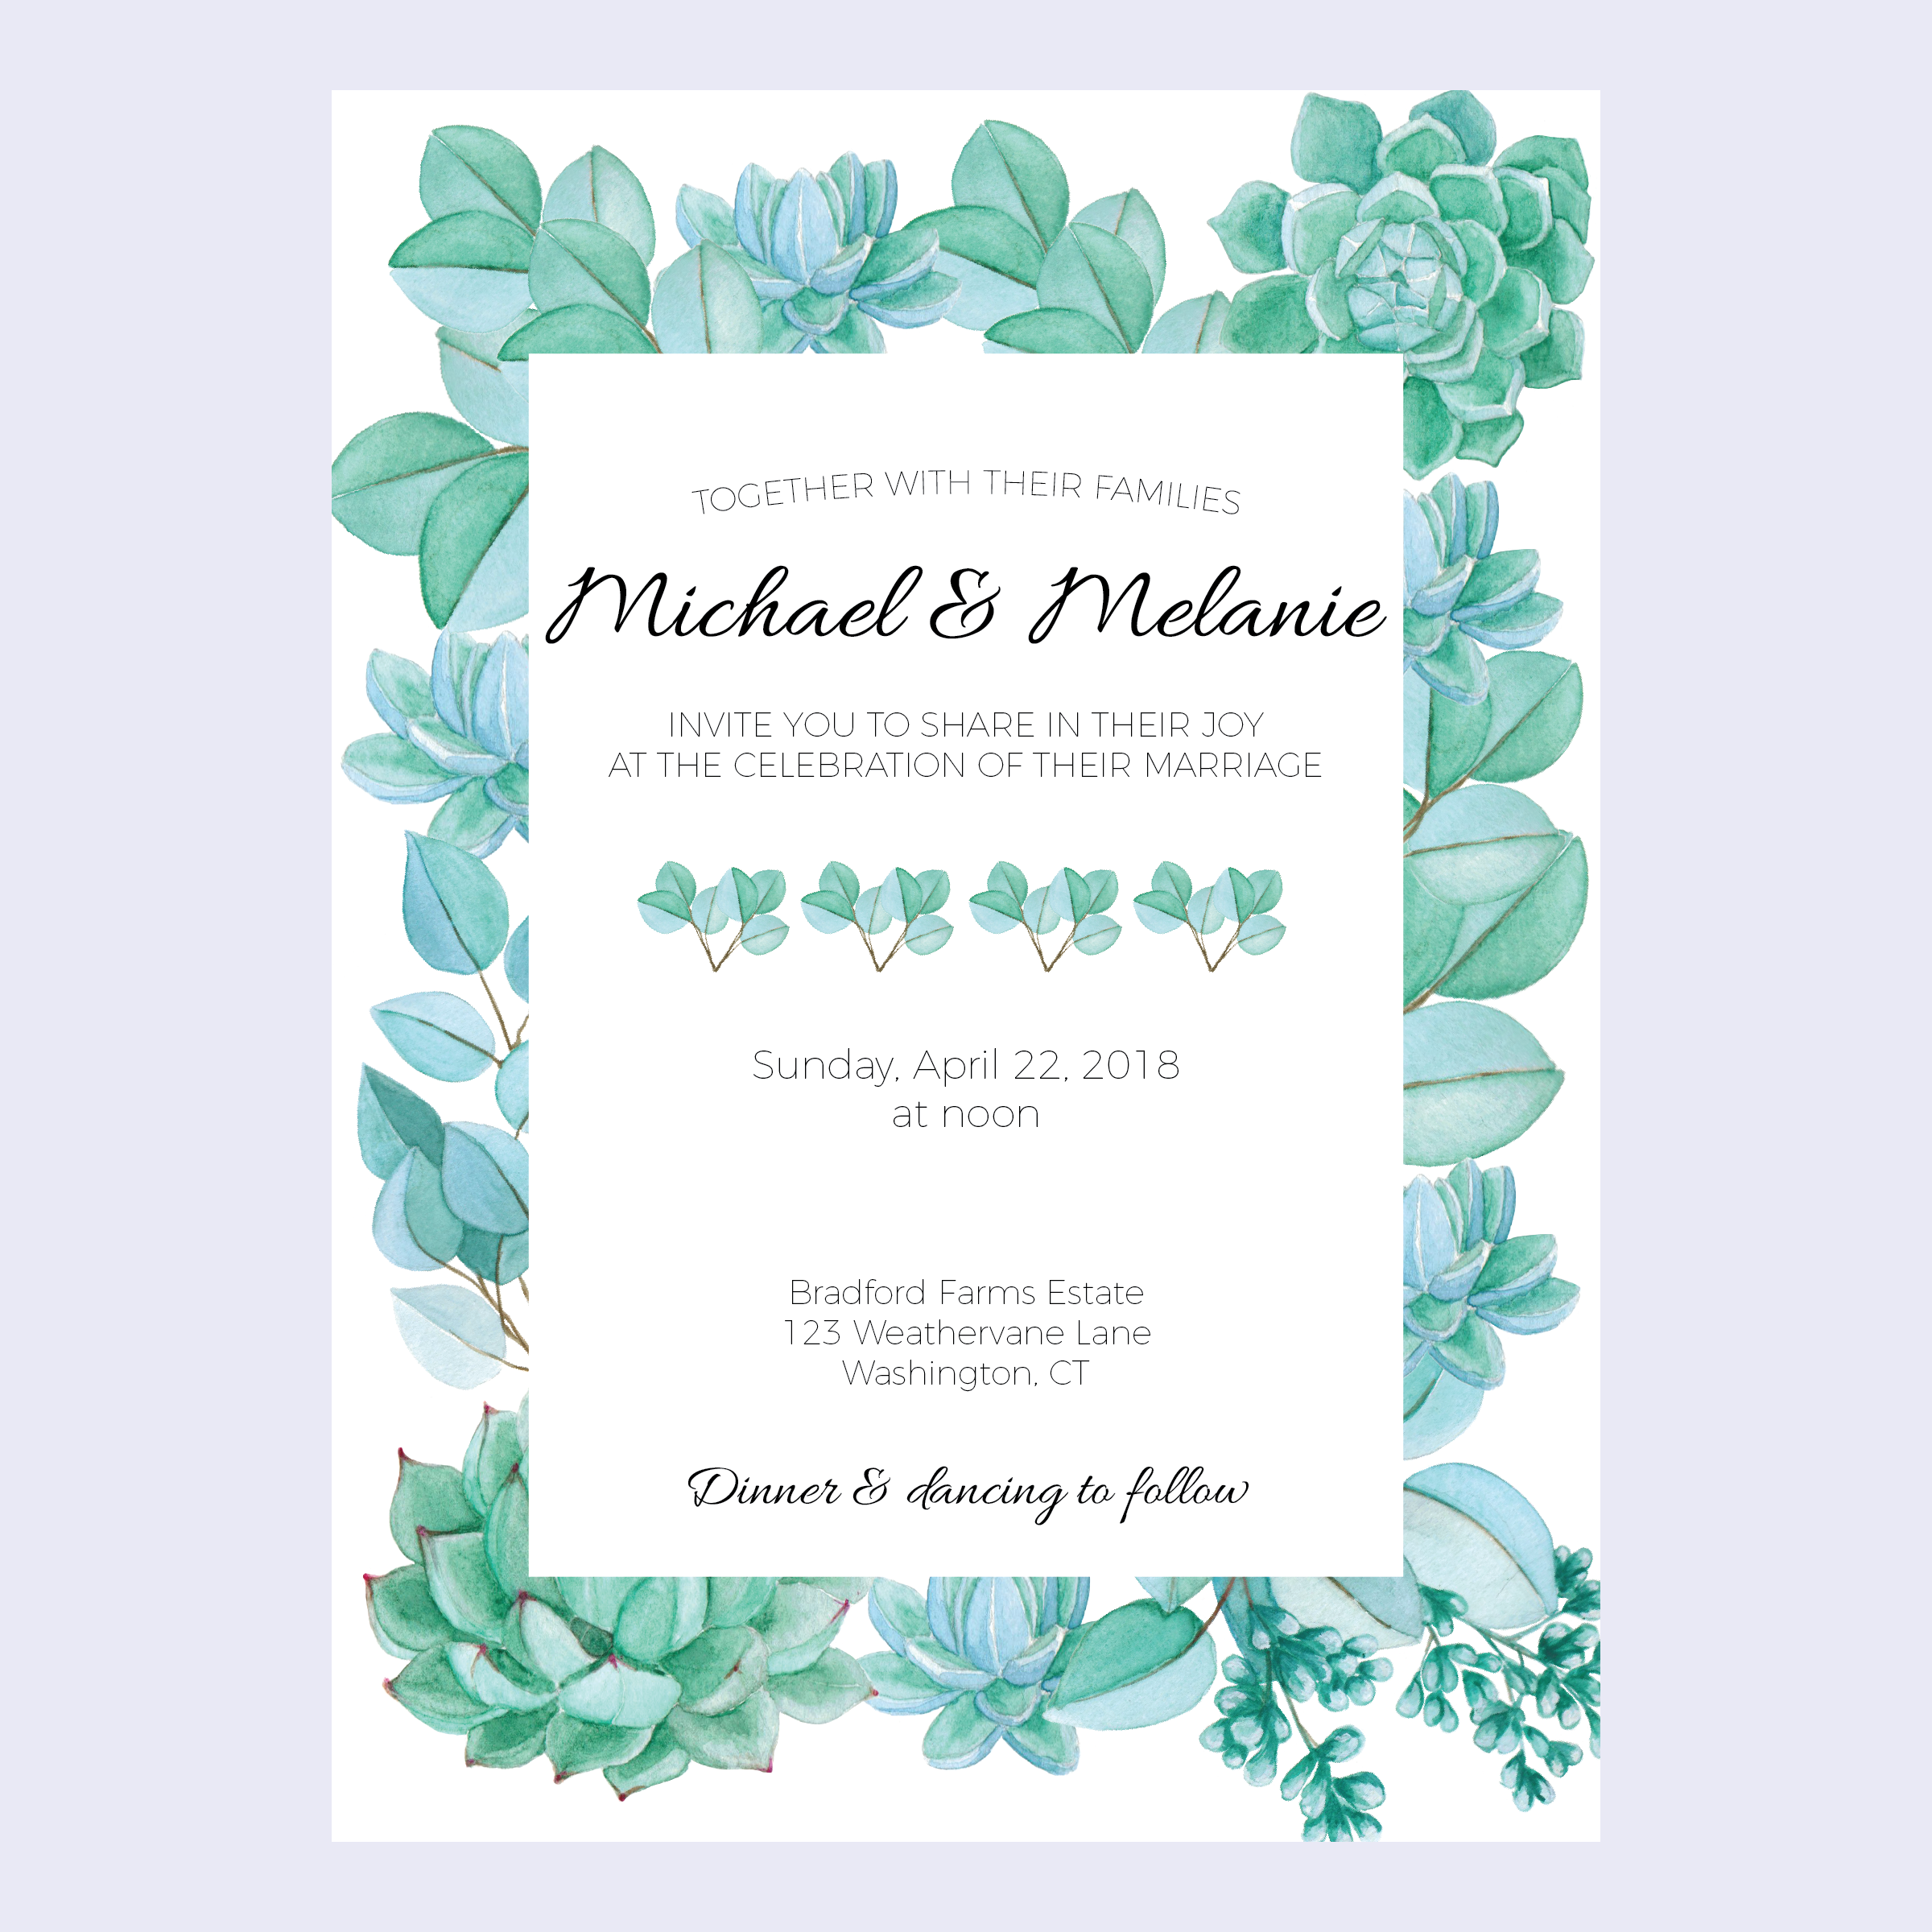 TOGETHER WITH THEIR FAMILIES
Michael & Melanie
INVITE YOU TO SHARE IN THEIR JOY
AT THE CELEBRATION OF THEIR MARRIAGE
Sunday, April 22, 2018
at noon
Bradford Farms Estate
123 Weathervane Lane
Washington, CT
Dinner & dancing to follow